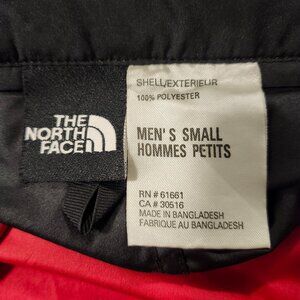 THE
NORTH
FACE
SHELL/EXTERIEUR
100% POLYESTER
MEN'S SMALL
HOMMES PETITS
RN # 61661
CA # 30516
MADE IN BANGLADESH
FABRIQUE AU BANGLADESH